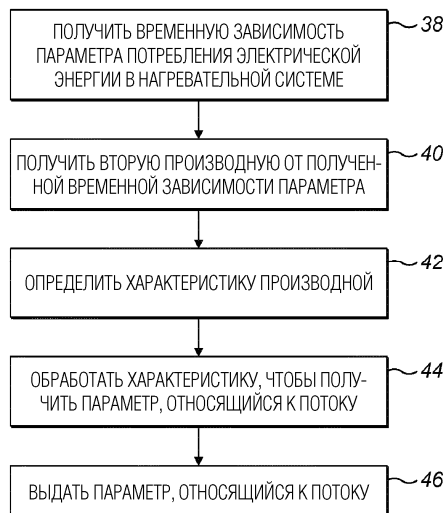 ПОЛУЧИТЬ ВРЕМЕННУЮ ЗАВИСИМОСТЬ
ПАРАМЕТРА ПОТРЕБЛЕНИЯ ЭЛЕКТРИЧЕСКОЙ
ЭНЕРГИИ В НАГРЕВАТЕЛЬНОЙ СИСТЕМЕ
38
ПОЛУЧИТЬ ВТОРУЮ ПРОИЗВОДНУЮ ОТ ПОЛУЧЕН-
НОЙ ВРЕМЕННОЙ ЗАВИСИМОСТИ ПАРАМЕТРА
40
ОПРЕДЕЛИТЬ ХАРАКТЕРИСТИКУ ПРОИЗВОДНОЙ
42
ОБРАБОТАТЬ ХАРАКТЕРИСТИКУ, ЧТОБЫ ПОЛУ-
ЧИТЬ ПАРАМЕТР, ОТНОСЯЩИЙСЯ К ПОТОКУ
44
ВЫДАТЬ ПАРАМЕТР, ОТНОСЯЩИЙСЯ К ПОТОКУ
46